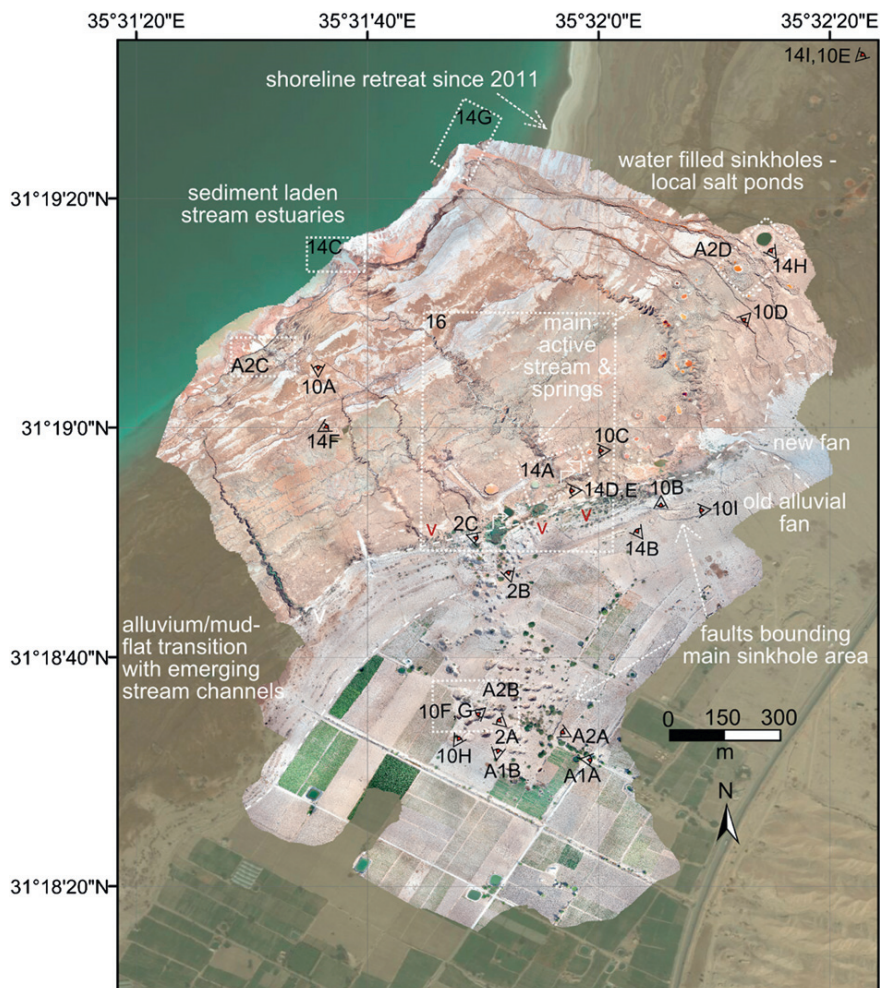 35°31'20"
35°31'40"
35°32'0"
35°32'20"
14I,10E
shoreline retreat since 2011
14G
water filled sinkholes -
local salt ponds
31°19'20"N
sediment laden
stream estuaries
14C
A2D
14H
10D
16
main
active
stream &
springs
A2C
10A
31°19'0"N
14F
10C
new fan
14A
14D,E
10B
10I
old alluvial
fan
V
V
V
2C
14B
2B
alluvium/mud-
flat transition
with emerging
stream channels
faults bounding
main sinkhole area
31°18'40"N
A2B
10F,G
2A
A2A
10H
A1B
A1A
0 150 300
m
N
31°18'20"N